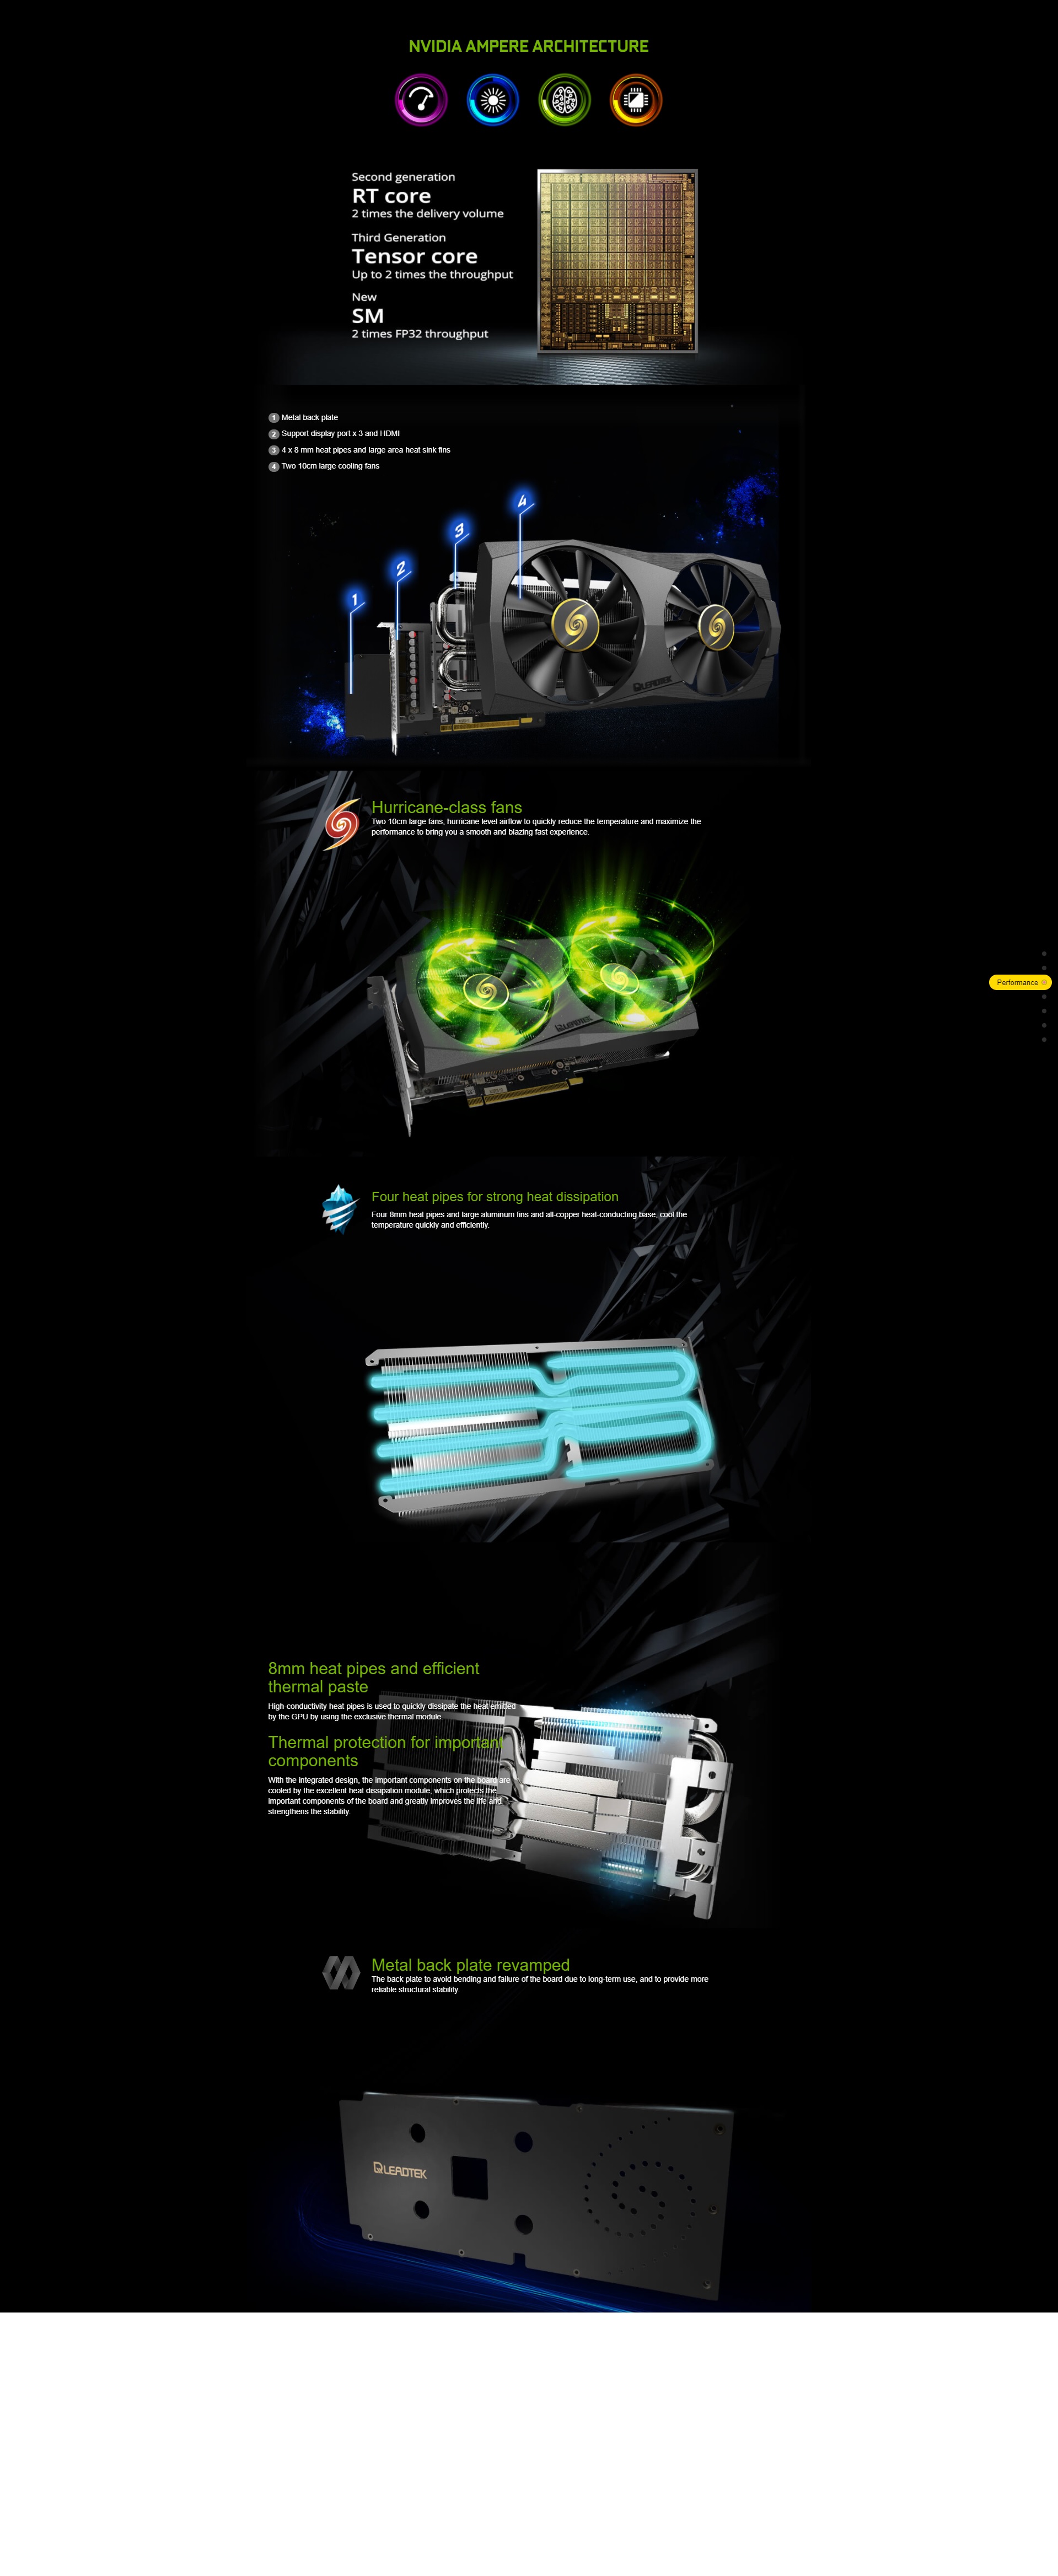 NVIDIA AMPERE ARCHITECTURE
Second generation
RT core
2 times the delivery volume
Third Generation
Tensor core
Up to 2 times the throughput
New
SM
2 times FP32 throughput
1 Metal back plate
2 Support display port x 3 and HDMI
3 4 x 8 mm heat pipes and large area heat sink fins
4 Two 10cm large cooling fans
4
3
2
1
LEADTEK
Hurricane-class fans
Two 10cm large fans, hurricane level airflow to quickly reduce the temperature and maximize the
performance to bring you a smooth and blazing fast experience.
Performance
LEADTEK
Four heat pipes for strong heat dissipation
Four 8mm heat pipes and large aluminum fins and all-copper heat-conducting base, cool the
temperature quickly and efficiently.
8mm heat pipes and efficient
thermal paste
High-conductivity heat pipes is used to quickly dissipate the heat emitted
by the GPU by using the exclusive thermal module.
Thermal protection for important
components
With the integrated design, the important components on the board are
cooled by the excellent heat dissipation module, which protects the
important components of the board and greatly improves the life and
strengthens the stability.
Metal back plate revamped
The back plate to avoid bending and failure of the board due to long-term use, and to provide more
reliable structural stability.
LEADTEK